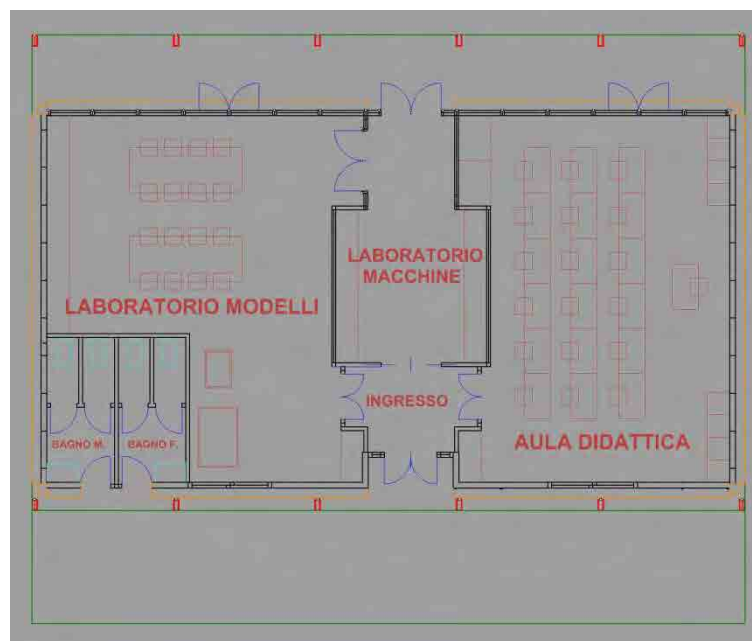 LABORATORIO
MACCHINE
LABORATORIO MODELLI
INGRESSO
BAGNO M.
BAGNO F.
AULA DIDATTICA